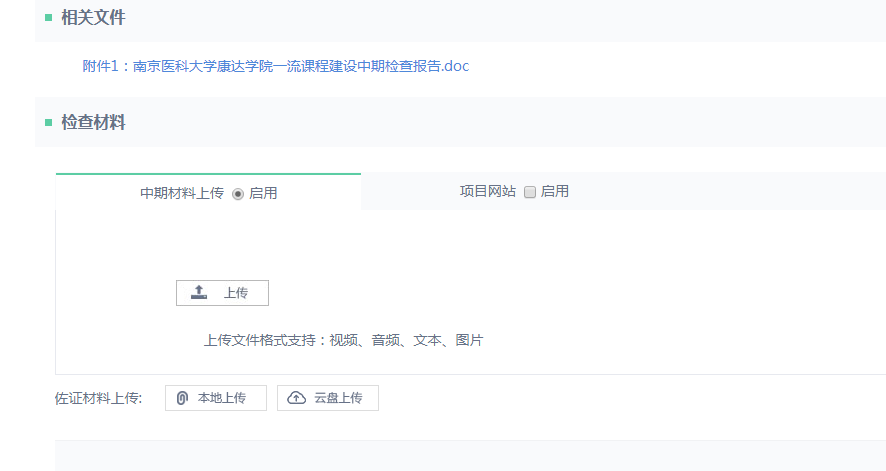 相关文件
附件1：南京医科大学康达学院一流课程建设中期检查报告.doc
检查材料
中期材料上传 启用 项目网站 启用
上传
上传文件格式支持：视频、音频、文本、图片
佐证材料上传: 本地上传 云盘上传